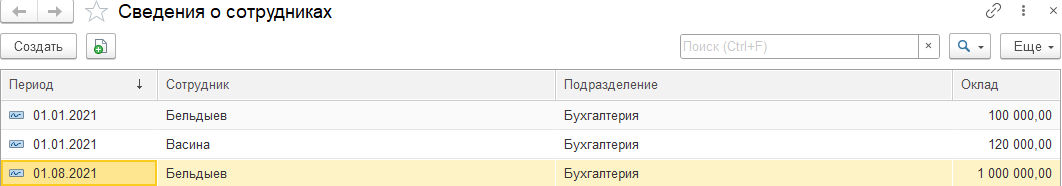 Сведения о сотрудниках
Создать Поиск (Ctrl+F) × Еще
Период ↓ Сотрудник Подразделение Оклад
01.01.2021 Бельдыев Бухгалтерия 100 000,00
01.01.2021 Васина Бухгалтерия 120 000,00
01.08.2021 Бельдыев Бухгалтерия 1 000 000,00